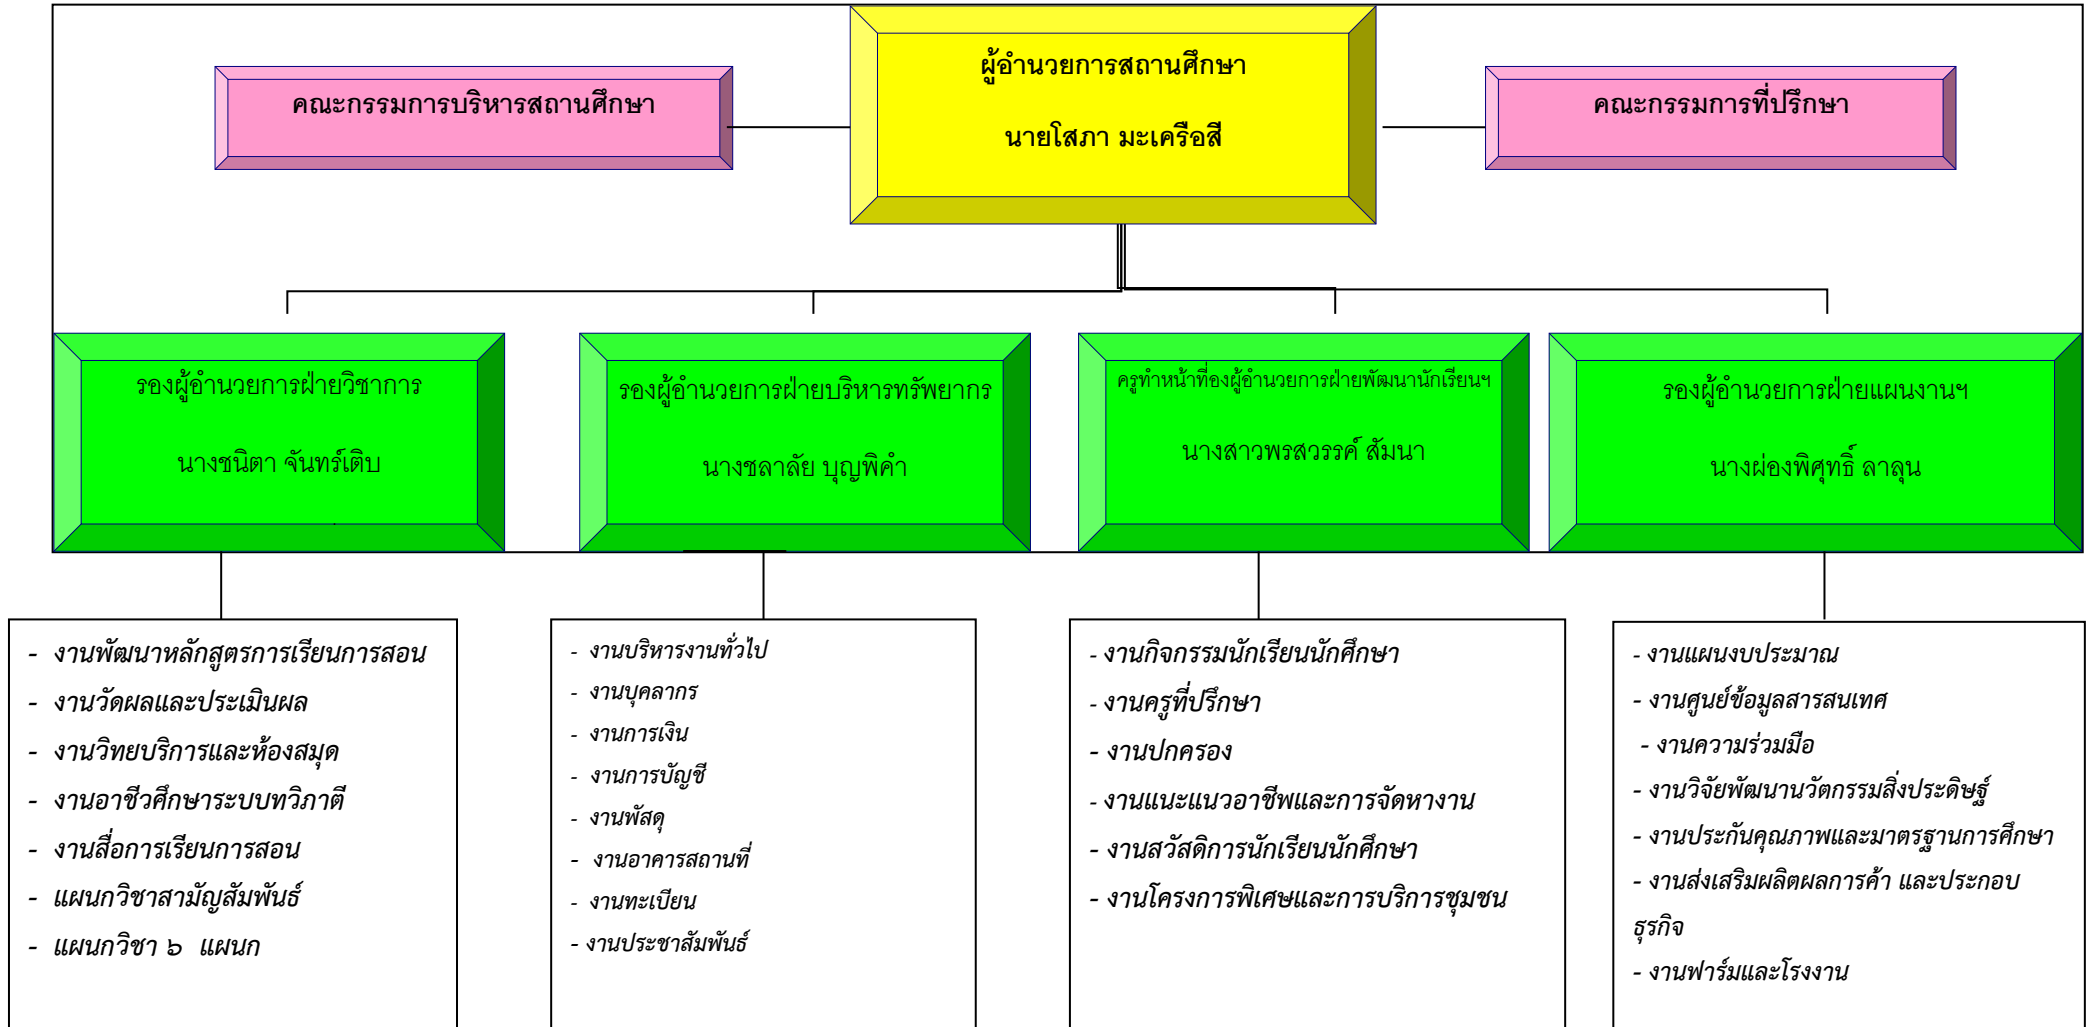 ผู้อำนวยการสถานศึกษา
นายโสภา มะเครือสี
คณะกรรมการบริหารสถานศึกษา
คณะกรรมการที่ปรึกษา
รองผู้อำนวยการฝ่ายวิชาการ
นางชนิตา จันทร์เติบ
รองผู้อำนวยการฝ่ายบริหารทรัพยากร
นางชลาลัย บุญพิคำ
ครูทำหน้าที่องผู้อำนวยการฝ่ายพัฒนานักเรียนฯ
นางสาวพรสวรรค์ สัมนา
รองผู้อำนวยการฝ่ายแผนงานฯ
นางผ่องพิศุทธิ์ ลาลุน
- งานพัฒนาหลักสูตรการเรียนการสอน
- งานวัดผลและประเมินผล
- งานวิทยบริการและห้องสมุด
- งานอาชีวศึกษาระบบทวิภาตี
- งานสื่อการเรียนการสอน
- แผนกวิชาสามัญสัมพันธ์
- แผนกวิชา ๖ แผนก
- งานบริหารงานทั่วไป
- งานบุคลากร
- งานการเงิน
- งานการบัญชี
- งานพัสดุ
- งานอาคารสถานที่
- งานทะเบียน
- งานประชาสัมพันธ์
- งานกิจกรรมนักเรียนนักศึกษา
- งานครูที่ปรึกษา
- งานปกครอง
- งานแนะแนวอาชีพและการจัดหางาน
- งานสวัสดิการนักเรียนนักศึกษา
- งานโครงการพิเศษและการบริการชุมชน
- งานแผนงบประมาณ
- งานศูนย์ข้อมูลสารสนเทศ
- งานความร่วมมือ
- งานวิจัยพัฒนานวัตกรรมสิ่งประดิษฐ์
- งานประกันคุณภาพและมาตรฐานการศึกษา
- งานส่งเสริมผลิตผลการค้า และประกอบ
ธุรกิจ
- งานฟาร์มและโรงงาน